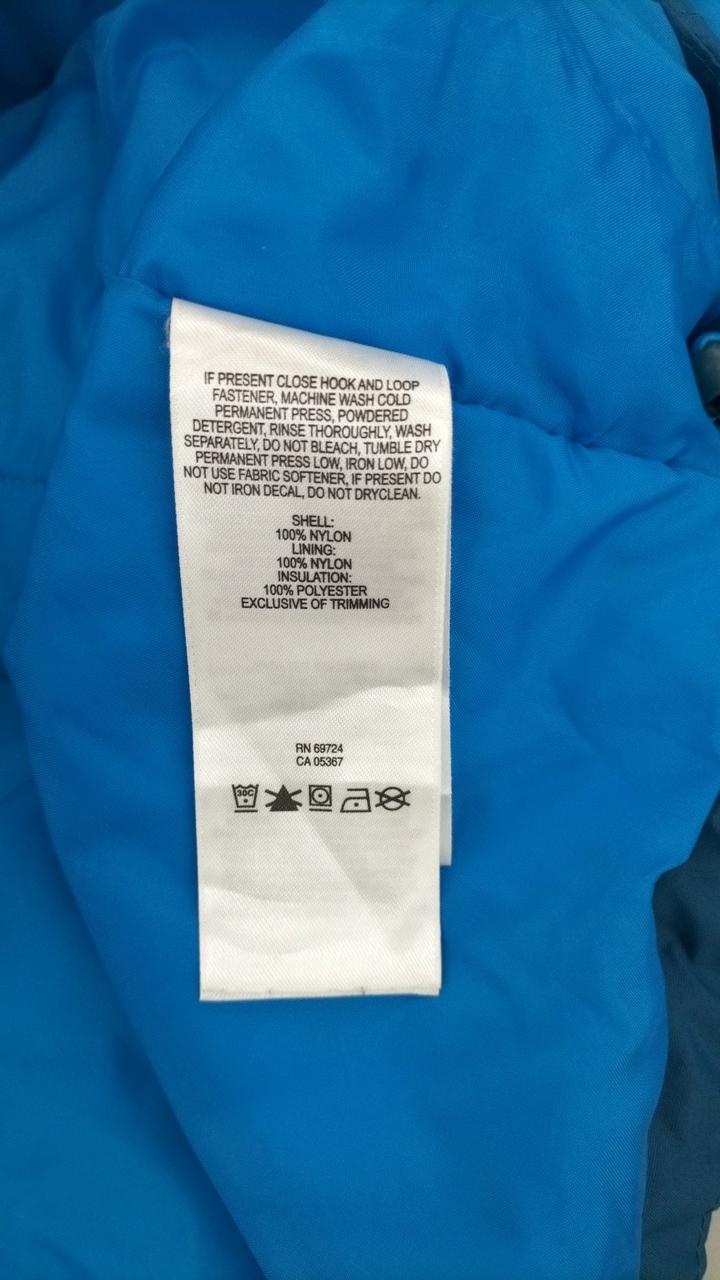 IF PRESENT CLOSE HOOK AND LOOP
FASTENER, MACHINE WASH COLD
PERMANENT PRESS, POWDERED
DETERGENT, RINSE THOROUGHLY, WASH
SEPARATELY, DO NOT BLEACH, TUMBLE DRY
PERMANENT PRESS LOW, IRON LOW, DO
NOT USE FABRIC SOFTENER, IF PRESENT DO
NOT IRON DECAL, DO NOT DRYCLEAN.
SHELL:
100% NYLON
LINING:
100% NYLON
INSULATION:
100% POLYESTER
EXCLUSIVE OF TRIMMING
RN 69724
CA 05367
30C